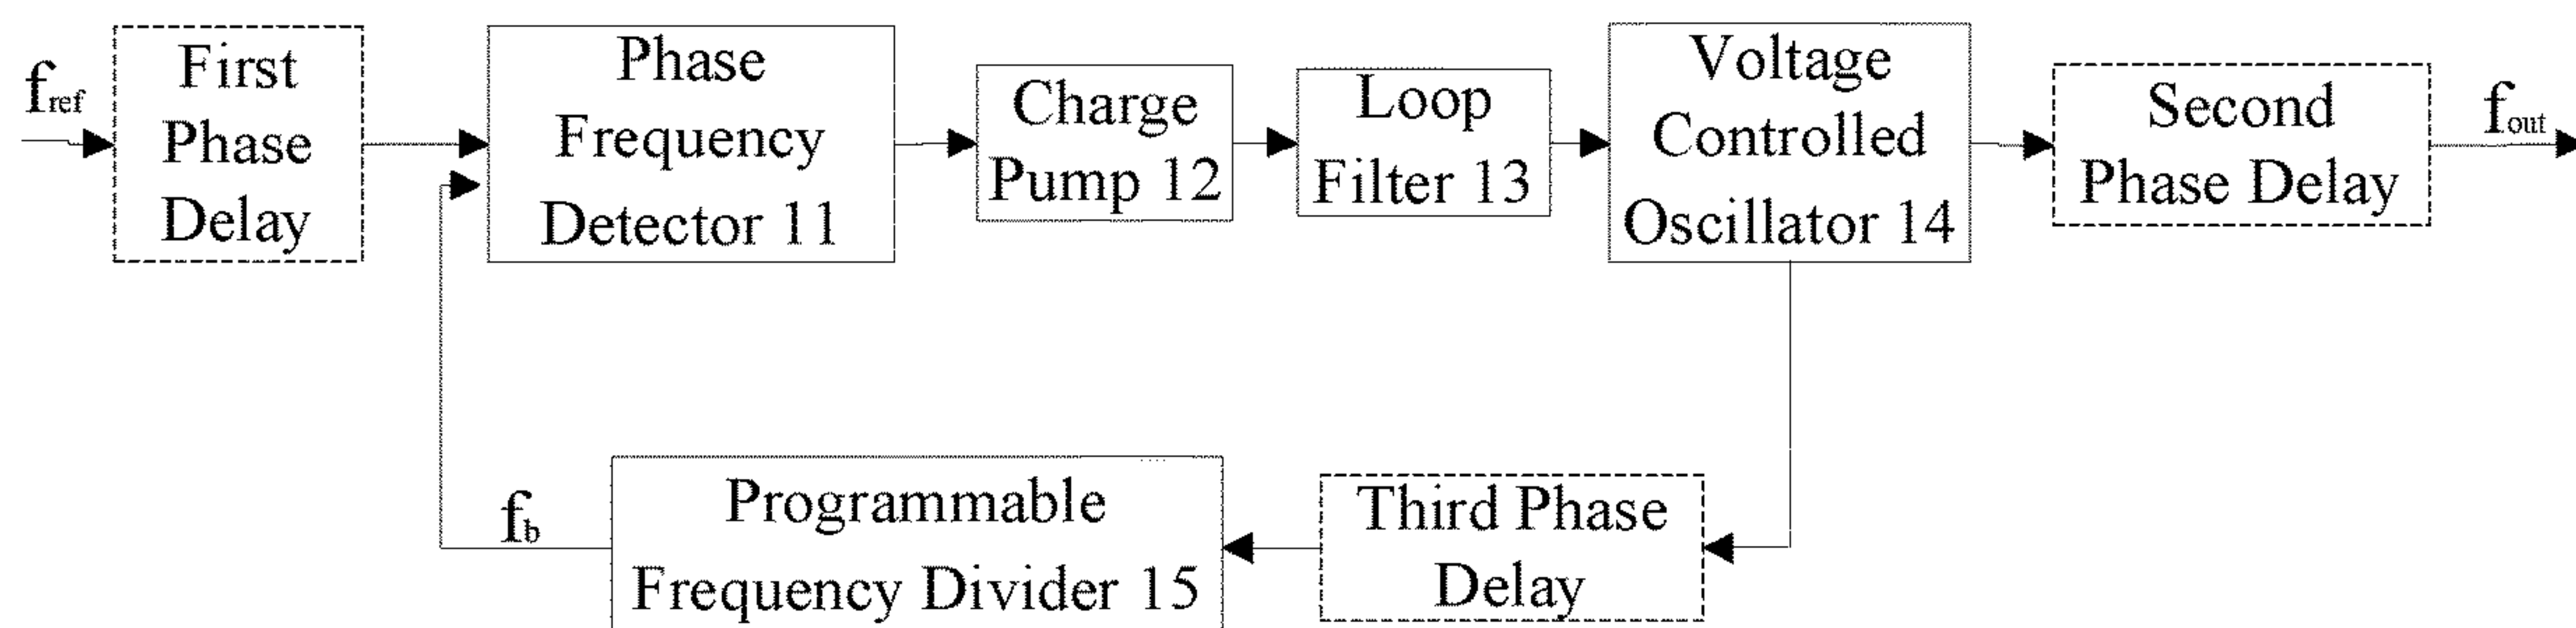 fref
First
Phase
Delay
Phase
Frequency
Detector 11
Charge
Pump 12
Loop
Filter 13
Voltage
Controlled
Oscillator 14
Second
Phase Delay
fout
fb
Programmable
Frequency Divider 15
Third Phase
Delay